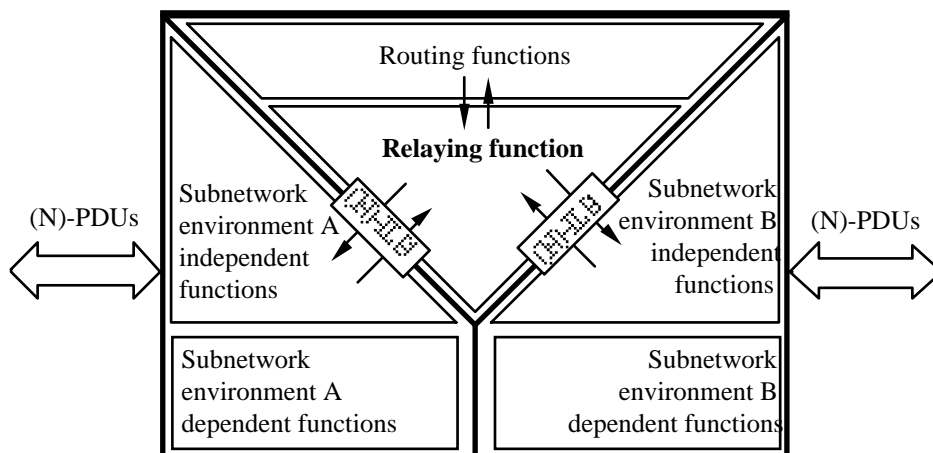 Routing functions
Relaying function
(N)-PDUs
Subnetwork
environment A
independent
functions
Subnetwork
environment B
independent
functions
(N)-PDUs
Subnetwork
environment A
dependent functions
Subnetwork
environment B
dependent functions